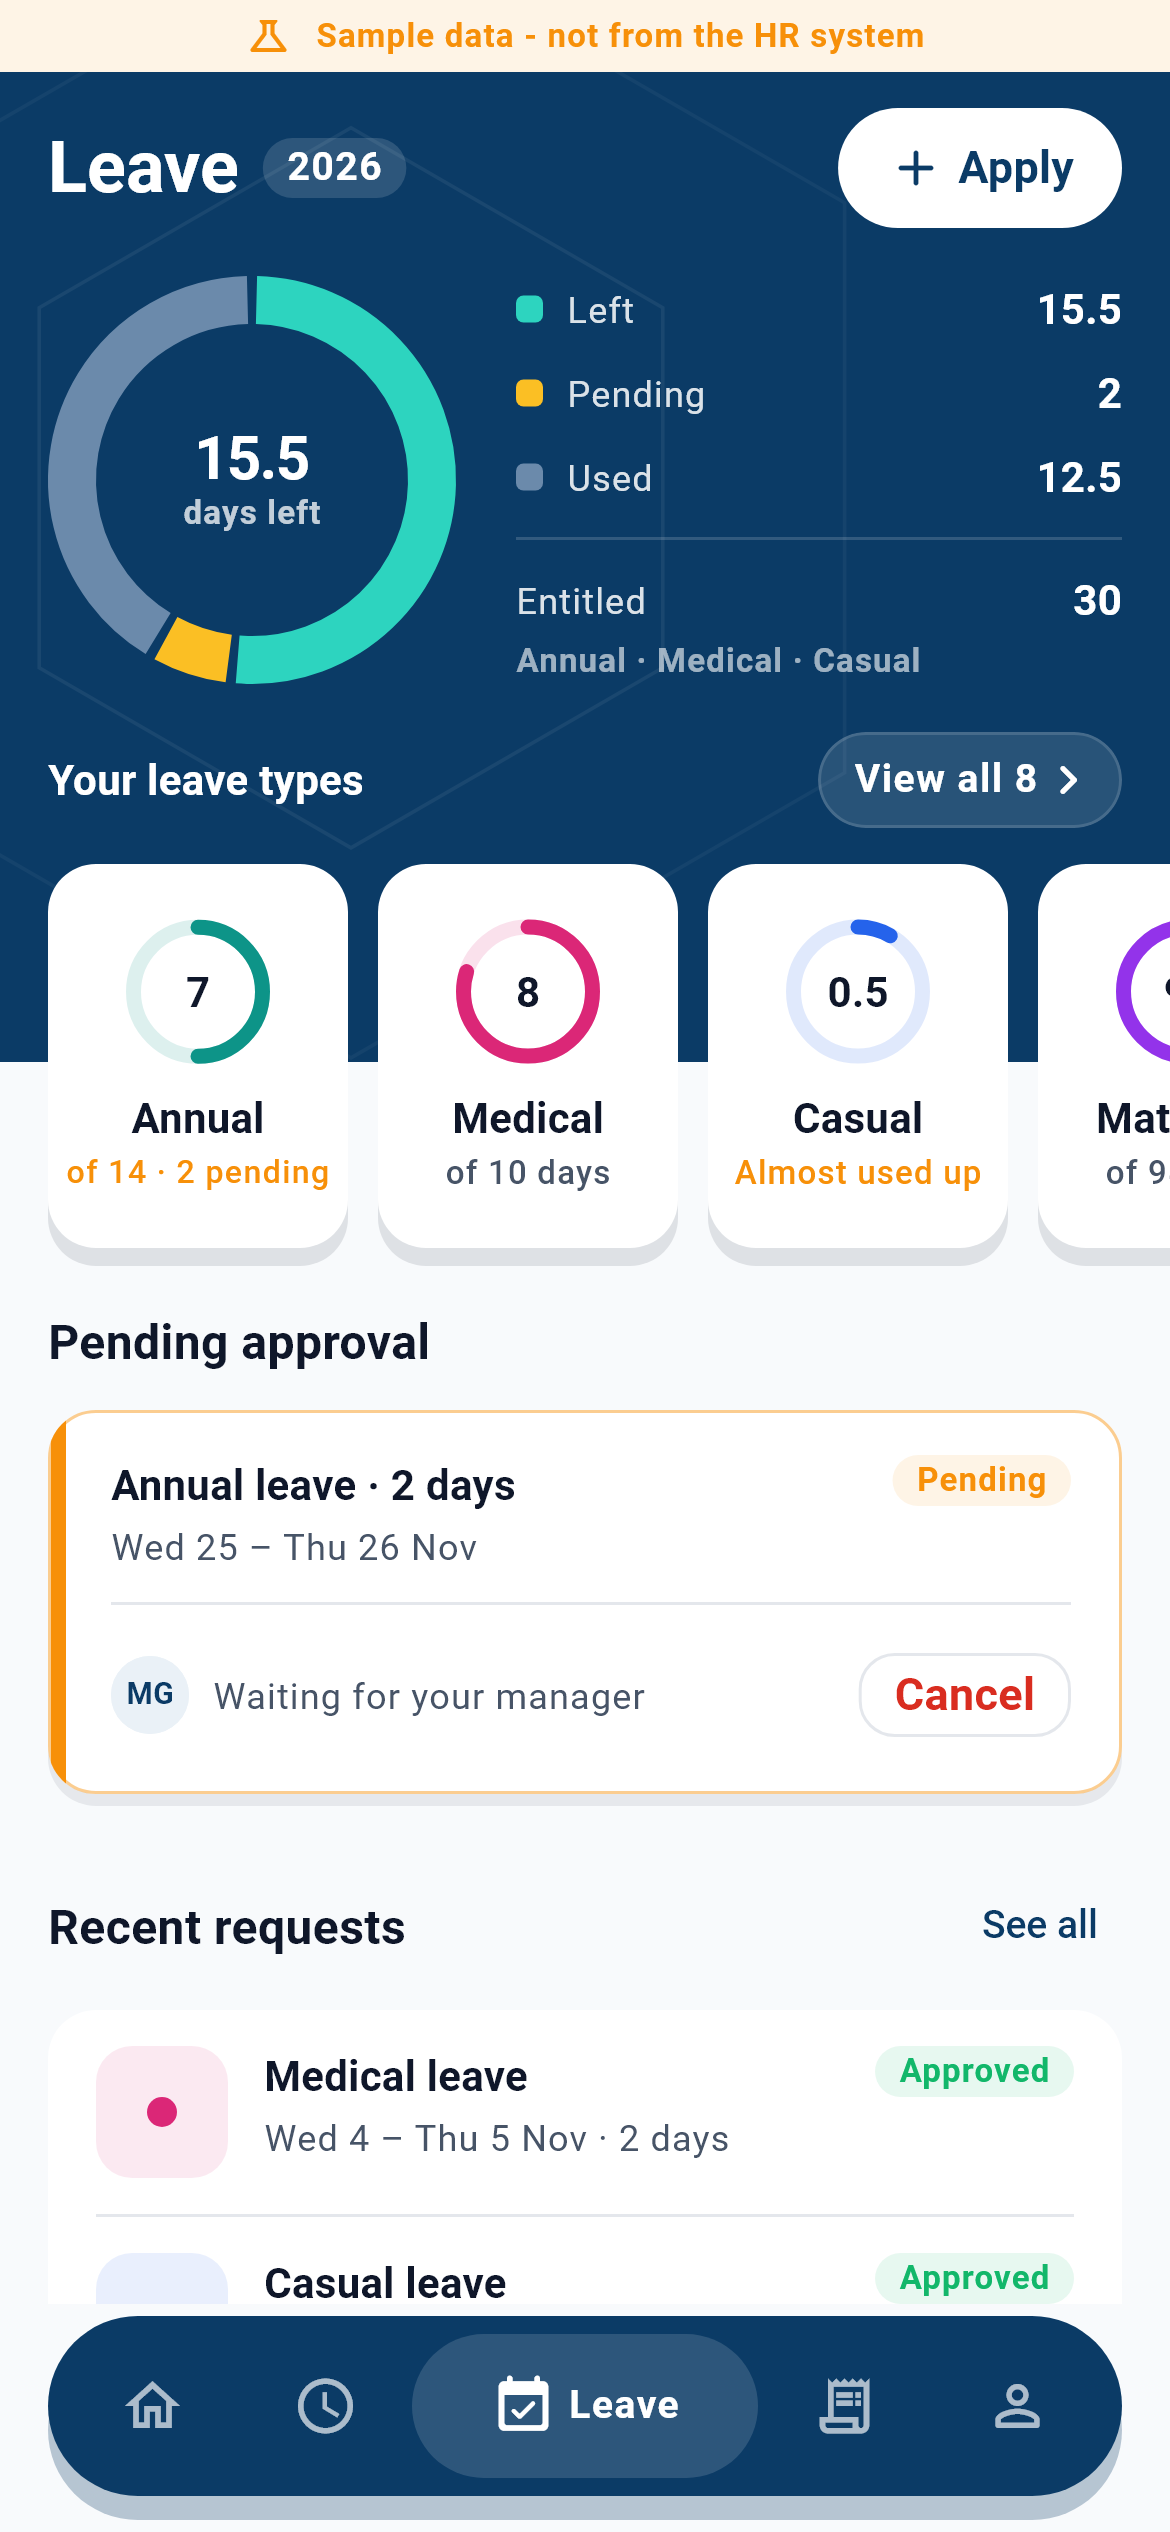 Sample data - not from the HR system
Leave 2026
+ Apply
15.5
days left
Left 15.5
Pending 2
Used 12.5
Entitled 30
Annual · Medical · Casual
Your leave types
View all 8
7
Annual
of 14 · 2 pending
8
Medical
of 10 days
0.5
Casual
Almost used up
Mat
of 9
Pending approval
Annual leave · 2 days
Pending
Wed 25 – Thu 26 Nov
MG
Waiting for your manager
Cancel
Recent requests
See all
Medical leave
Approved
Wed 4 – Thu 5 Nov · 2 days
Casual leave
Approved
Leave